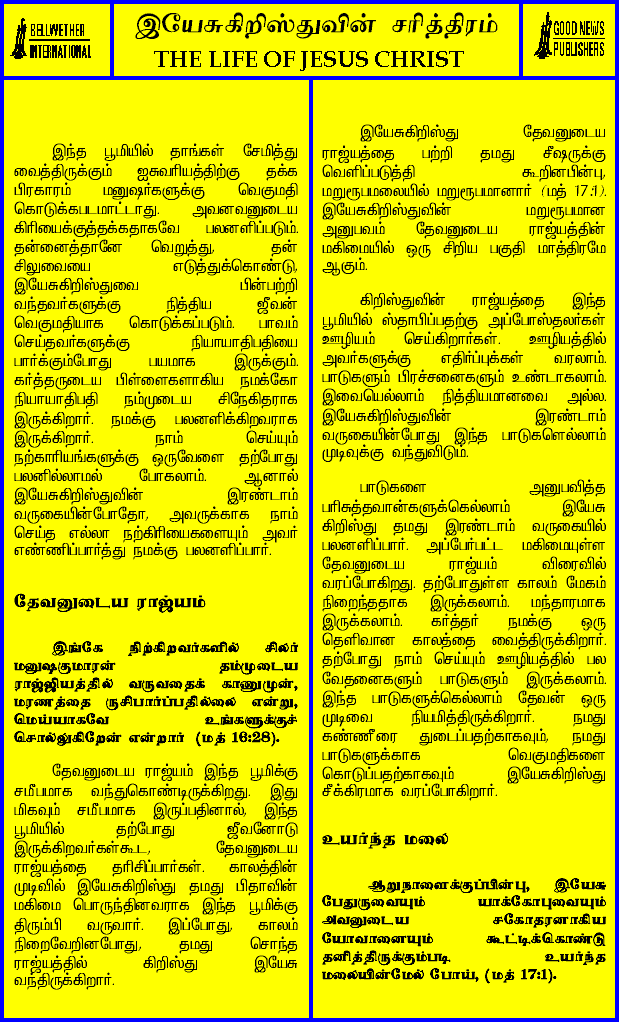 BELLWETHER
INTERNATIONAL
இயேசுகிறிஸ்துவின் சரித்திரம்
THE LIFE OF JESUS CHRIST
GOOD NEWS
PUBLISHERS
இந்த பூமியில் தாங்கள் சேமித்து
வைத்திருக்கும் ஐசுவரியத்திற்கு தக்க
பிரகாரம் மனுஷர்களுக்கு வெகுமதி
கொடுக்கபடமாட்டாது. அவனவனுடைய
கிரியைக்குத்தக்கதாகவே பலனளிப்படும்.
தன்னைத்தானே வெறுத்து, தன்
சிலுவையை எடுத்துக்கொண்டு,
இயேசுகிறிஸ்துவை பின்பற்றி
வந்தவர்களுக்கு நித்திய ஜீவன்
வெகுமதியாக கொடுக்கப்படும். பாவம்
செய்தவர்களுக்கு நியாயாதிபதியை
பார்க்கும்போது பயமாக இருக்கும்.
கர்த்தருடைய பிள்ளைகளாகிய நமக்கோ
நியாயாதிபதி நம்முடைய சிநேகிதராக
இருக்கிறார். நமக்கு பலனளிக்கிறவராக
இருக்கிறார். நாம் செய்யும்
நற்காரியங்களுக்கு ஒருவேளை தற்போது
பலனில்லாமல் போகலாம். ஆனால்
இயேசுகிறிஸ்துவின் இரண்டாம்
வருகையின்போதோ, அவருக்காக நாம்
செய்த எல்லா நற்கிரியைகளையும் அவர்
எண்ணிப்பார்த்து நமக்கு பலனளிப்பார்.
தேவனுடைய ராஜ்யம்
இங்கே நிற்கிறவர்களில் சிலர்
மனுஷகுமாரன் தம்முடைய
ராஜ்ஜியத்தில் வருவதைக் காணுமுன்,
மரணத்தை ருசிபார்ப்பதில்லை என்று,
மெய்யாகவே உங்களுக்குச்
சொல்லுகிறேன் என்றார் (மத் 16:28).
தேவனுடைய ராஜ்யம் இந்த பூமிக்கு
சமீபமாக வந்துகொண்டிருக்கிறது. இது
மிகவும் சமீபமாக இருப்பதினால், இந்த
பூமியில் தற்போது ஜீவனோடு
இருக்கிறவர்கள்கூட, தேவனுடைய
ராஜ்யத்தை தரிசிப்பார்கள். காலத்தின்
முடிவில் இயேசுகிறிஸ்து தமது பிதாவின்
மகிமை பொருந்தினவராக இந்த பூமிக்கு
திரும்பி வருவார். இப்போது, காலம்
நிறைவேறினபோது, தமது சொந்த
ராஜ்யத்தில் கிறிஸ்து இயேசு
வந்திருக்கிறார்.
இயேசுகிறிஸ்து தேவனுடைய
ராஜ்யத்தை பற்றி தமது சீஷருக்கு
வெளிப்படுத்தி கூறினபின்பு,
மறுரூபமலையில் மறுரூபமானார் (மத் 17:1).
இயேசுகிறிஸ்துவின் மறுரூபமான
அனுபவம் தேவனுடைய ராஜ்யத்தின்
மகிமையில் ஒரு சிறிய பகுதி மாத்திரமே
ஆகும்.
கிறிஸ்துவின் ராஜ்யத்தை இந்த
பூமியில் ஸ்தாபிப்பதற்கு அப்போஸ்தலர்கள்
ஊழியம் செய்கிறார்கள். ஊழியத்தில்
அவர்களுக்கு எதிர்ப்புக்கள் வரலாம்.
பாடுகளும் பிரச்சனைகளும் உண்டாகலாம்.
இவையெல்லாம் நித்தியமானவை அல்ல.
இயேசுகிறிஸ்துவின் இரண்டாம்
வருகையின்போது இந்த பாடுகளெல்லாம்
முடிவுக்கு வந்துவிடும்.
பாடுகளை அனுபவித்த
பரிசுத்தவான்களுக்கெல்லாம் இயேசு
கிறிஸ்து தமது இரண்டாம் வருகையில்
பலனளிப்பார். அப்பேர்பட்ட மகிமையுள்ள
தேவனுடைய ராஜ்யம் விரைவில்
வரப்போகிறது. தற்போதுள்ள காலம் மேகம்
நிறைந்ததாக இருக்கலாம். மந்தாரமாக
இருக்கலாம். கர்த்தர் நமக்கு ஒரு
தெளிவான காலத்தை வைத்திருக்கிறார்.
தற்போது நாம் செய்யும் ஊழியத்தில் பல
வேதனைகளும் பாடுகளும் இருக்கலாம்.
இந்த பாடுகளுக்கெல்லாம் தேவன் ஒரு
முடிவை நியமித்திருக்கிறார். நமது
கண்ணீரை துடைப்பதற்காகவும், நமது
பாடுகளுக்காக வெகுமதிகளை
கொடுப்பதற்காகவும் இயேசுகிறிஸ்து
சீக்கிரமாக வரப்போகிறார்.
உயர்ந்த மலை
ஆறுநாளைக்குப்பின்பு, இயேசு
பேதுருவையும் யாக்கோபுவையும்
அவனுடைய சகோதரனாகிய
யோவானையும் கூட்டிக்கொண்டு
தனித்திருக்கும்படி உயர்ந்த
மலையின்மேல் போய், (மத் 17:1).